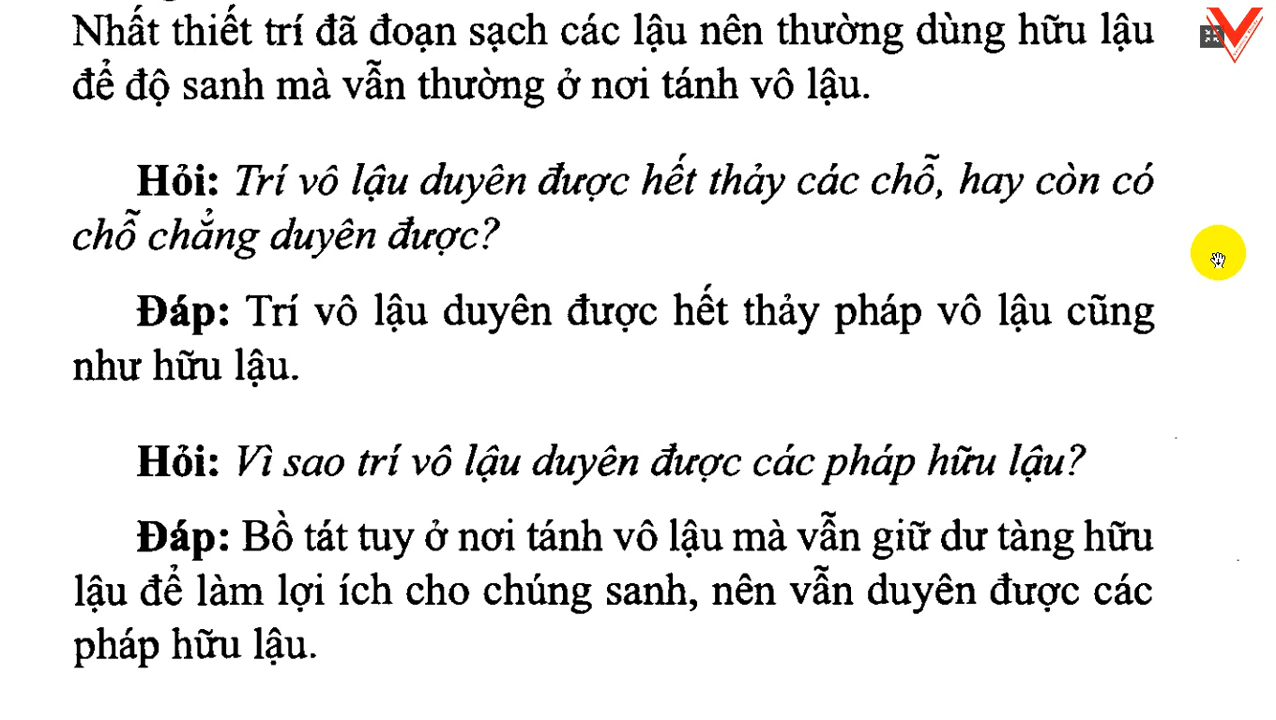 Nhất thiết trí đã đoạn sạch các lậu nên thường dùng hữu lậu
để độ sanh mà vẫn thường ở nơi tánh vô lậu.
Hỏi: Trí vô lậu duyên được hết thảy các chỗ, hay còn có
chỗ chẳng duyên được?
Đáp: Trí vô lậu duyên được hết thảy pháp vô lậu cũng
như hữu lậu.
Hỏi: Vì sao trí vô lậu duyên được các pháp hữu lậu?
Đáp: Bồ tát tuy ở nơi tánh vô lậu mà vẫn giữ dư tàng hữu
lậu để làm lợi ích cho chúng sanh, nên vẫn duyên được các
pháp hữu lậu.